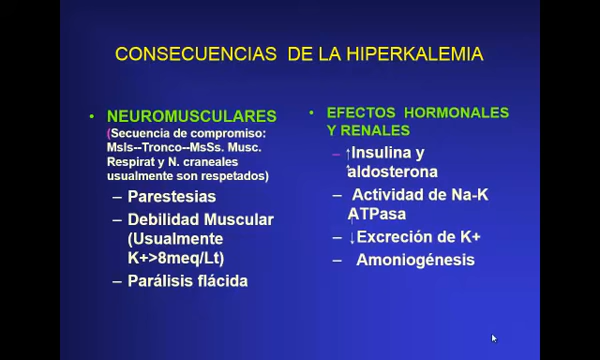 CONSECUENCIAS DE LA HIPERKALEMIA
• NEUROMUSCULARES
(Secuencia de compromiso:
MsIs--Tronco--MsSs. Musc.
Respirat y N. craneales
usualmente son respetados)
– Parestesias
– Debilidad Muscular
(Usualmente
K+>8meq/Lt)
– Parálisis flácida
• EFECTOS HORMONALES
Y RENALES
– ↑Insulina y
↑aldosterona
– Actividad de Na-K
ATPasa
↑
– ↓Excreción de K+
– Amoniogénesis